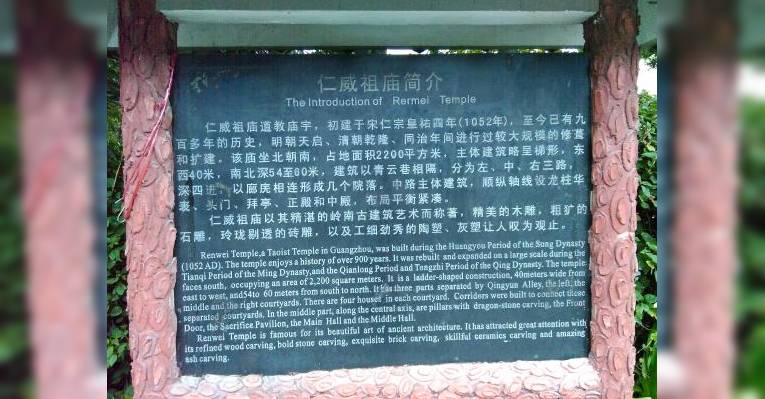 仁威祖庙简介
The Introduction of Rermei Temple
仁威祖庙道教庙宇，初建于宋仁宗皇祐四年(1052年)，至今已有九
百多年的历史，明朝天启、清朝乾隆、同治年间进行过较大规模的修葺
和扩建。该庙坐北朝南，占地面积2200平方米，主体建筑略呈梯形，东
西40米，南北深54至60米，建筑以青云巷相隔，分为左、中、右三路，
深四进，以廊庑相连形成几个院落。中路主体建筑，顺纵轴线设龙柱华
表、头门、拜亭、正殿和中殿，布局平衡紧凑。
仁威祖庙以其精湛的岭南古建筑艺术而称著，精美的木雕，粗犷的
石雕，玲珑剔透的砖雕，以及工细劲秀的陶塑、灰塑让人叹为观止。
Renwei Temple,a Taoist Temple in Guangzhou, was built during the Huangyou Period of the Song Dynasty
(1052 AD). The temple enjoys a history of over 900 years. It was rebuilt and expanded on a large scale during the
Tianqi Period of the Ming Dynasty,and the Qianlong Period and Tangzhi Period of the Qing Dynasty. The temple
faces south, occupying an area of 2,200 square meters. It is a ladder-shaped construction, 40meters wide from
east to west, and54to 60 meters from south to north. It has three parts separated by Qingyun Alley, the left, the
middle and the right courtyards. There are four houses in each courtyard. Corridors were built to connect these
separated courtyards. In the middle part, along the central axis, are pillars with dragon-stone carving, the Front
Door, the Sacrifice Pavilion, the Main Hall and the Middle Hall.
Renwei Temple is famous for its beautiful art of ancient architecture. It has attracted great attention with
its refined wood carving, bold stone carving, exquisite brick carving, skillful ceramics carving and amazing
ash carving.